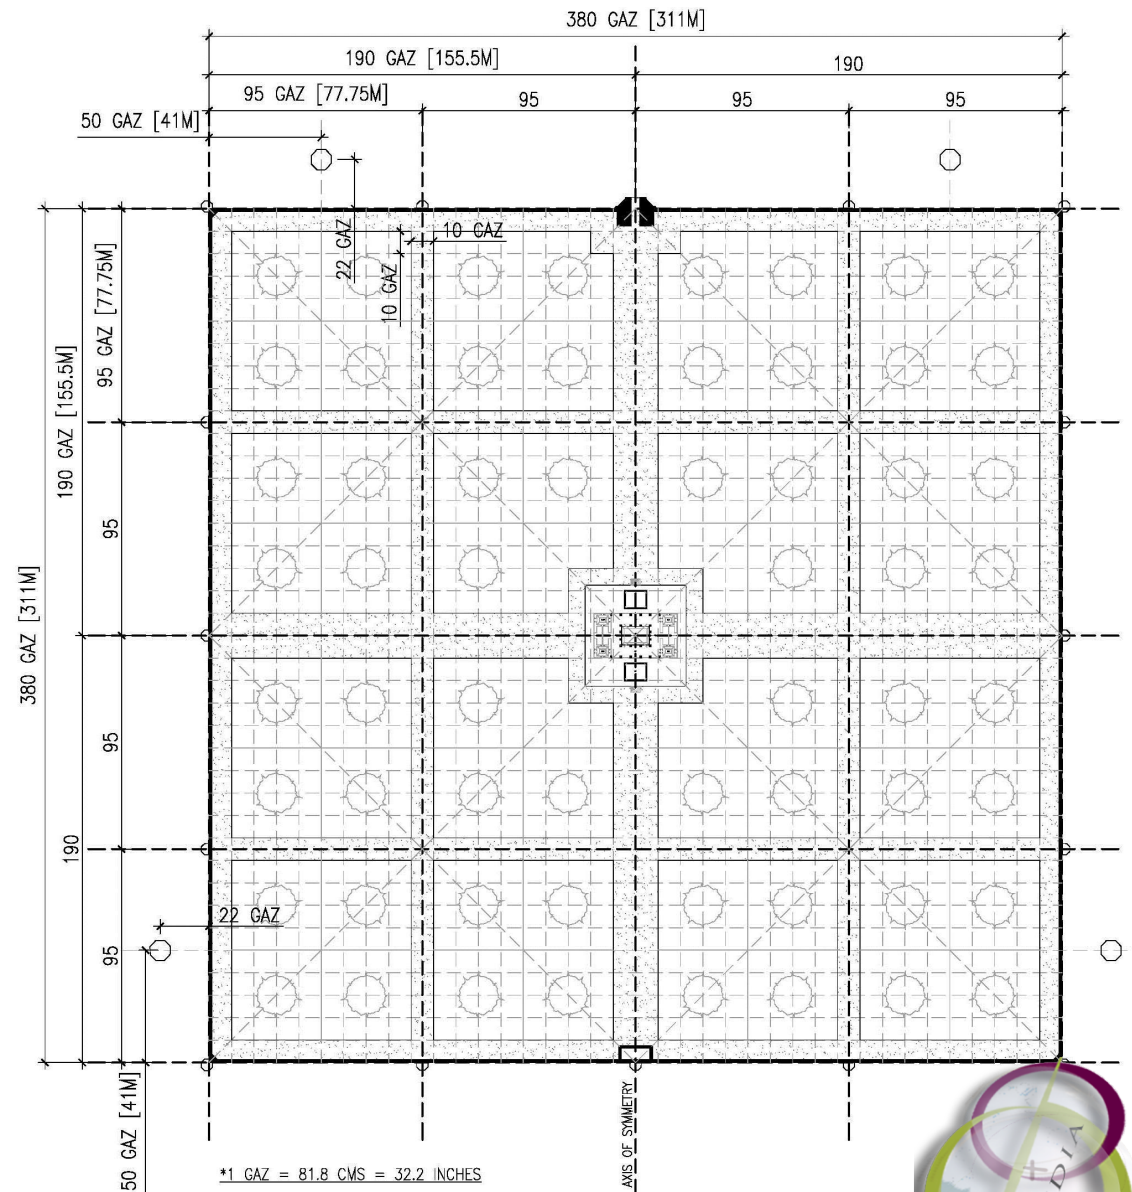 380 GAZ [311M]
190 GAZ [155.5M]
190
95 GAZ [77.75M]
95
95
95
50 GAZ [41M]
10 GAZ
22 GAZ
10 GAZ
95 GAZ [77.75M]
190 GAZ [155.5M]
95
380 GAZ [311M]
95
190
22 GAZ
95
50 GAZ [41M]
AXIS OF SYMMETRY
*1 GAZ = 81.8 CMS = 32.2 INCHES
DIA